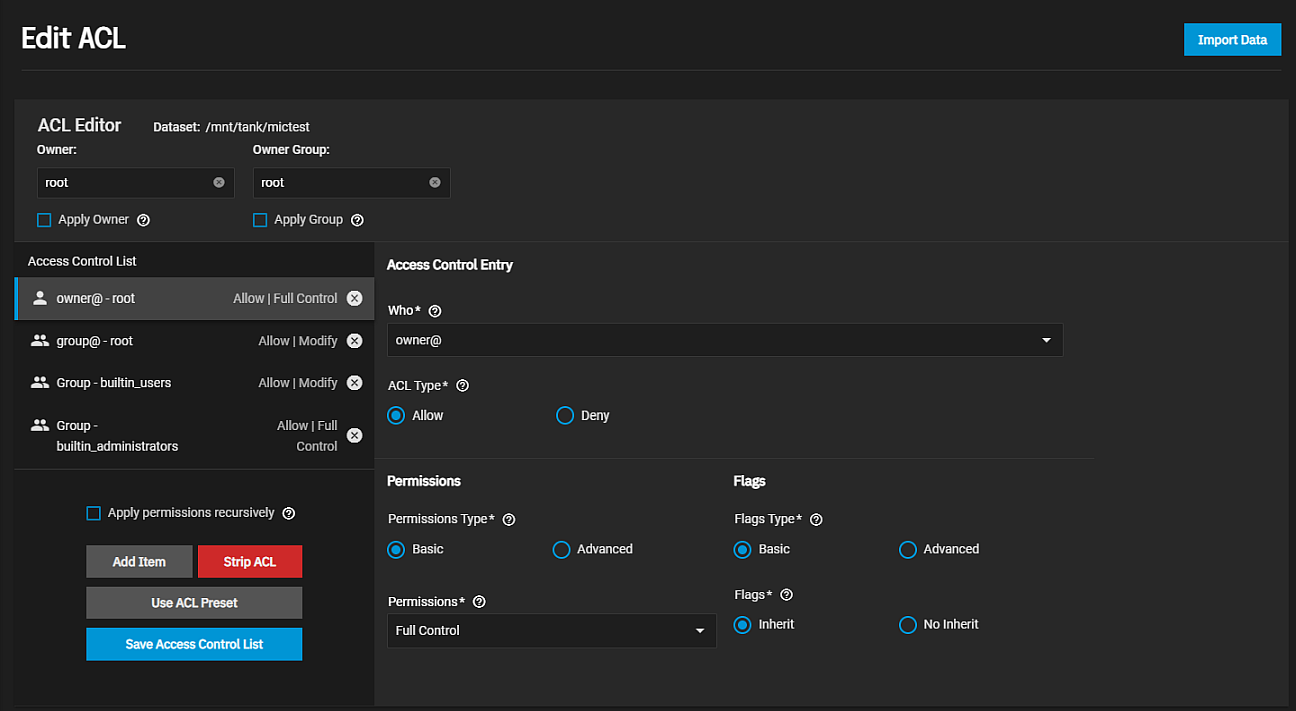 Edit ACL
Import Data
ACL Editor Dataset: /mnt/tank/mictest
Owner: Owner Group:
root root
Apply Owner Apply Group
Access Control List
owner@ - root Allow | Full Control
group@ - root Allow | Modify
Group - builtin_users Allow | Modify
Group - Allow | Full
builtin_administrators Control
Apply permissions recursively
Add Item Strip ACL
Use ACL Preset
Save Access Control List
Access Control Entry
Who*
owner@
ACL Type*
Allow Deny
Permissions Flags
Permissions Type* Flags Type*
Basic Advanced Basic Advanced
Permissions* Flags*
Full Control Inherit No Inherit